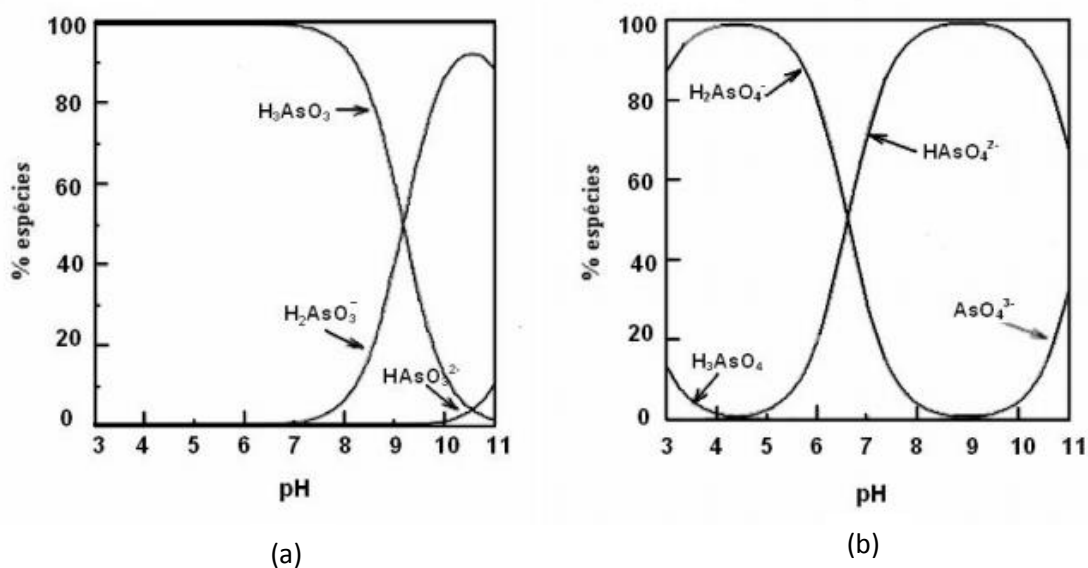 100
80
60
40
20
0
% espécies
H₃AsO₃
H₂AsO₃⁻
HAsO₃²⁻
3 4 5 6 7 8 9 10 11
pH
(a)
100
80
60
40
20
0
% espécies
H₂AsO₄⁻
HAsO₄²⁻
AsO₄³⁻
H₃AsO₄
3 4 5 6 7 8 9 10 11
pH
(b)